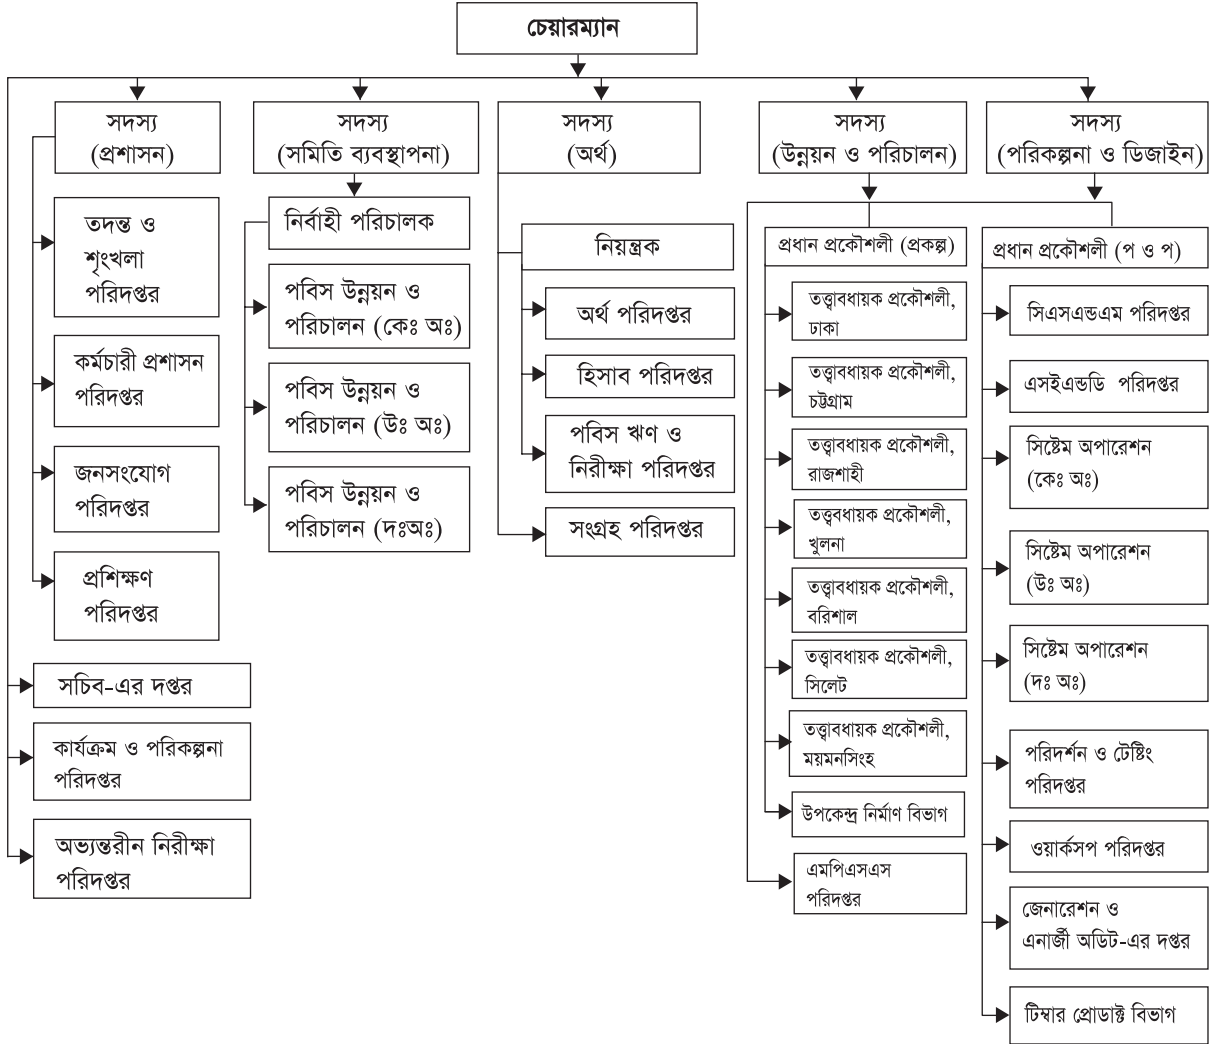 চেয়ারম্যান
সদস্য
(প্রশাসন)
তদন্ত ও
শৃংখলা
পরিদপ্তর
কর্মচারী প্রশাসন
পরিদপ্তর
জনসংযোগ
পরিদপ্তর
প্রশিক্ষণ
পরিদপ্তর
সচিব-এর দপ্তর
কার্যক্রম ও পরিকল্পনা
পরিদপ্তর
অভ্যন্তরীন নিরীক্ষা
পরিদপ্তর
সদস্য
(সমিতি ব্যবস্থাপনা)
নির্বাহী পরিচালক
পবিস উন্নয়ন ও
পরিচালন (কেঃ অঃ)
পবিস উন্নয়ন ও
পরিচালন (উঃ অঃ)
পবিস উন্নয়ন ও
পরিচালন (দঃঅঃ)
সদস্য
(অর্থ)
নিয়ন্ত্রক
অর্থ পরিদপ্তর
হিসাব পরিদপ্তর
পবিস ঋণ ও
নিরীক্ষা পরিদপ্তর
সংগ্রহ পরিদপ্তর
সদস্য
(উন্নয়ন ও পরিচালন)
প্রধান প্রকৌশলী (প্রকল্প)
তত্ত্বাবধায়ক প্রকৌশলী,
ঢাকা
তত্ত্বাবধায়ক প্রকৌশলী,
চট্টগ্রাম
তত্ত্বাবধায়ক প্রকৌশলী,
রাজশাহী
তত্ত্ববধায়ক প্রকৌশলী,
খুলনা
তত্ত্বাবধায়ক প্রকৌশলী,
বরিশাল
তত্ত্বাবধায়ক প্রকৌশলী,
সিলেট
তত্ত্বাবধায়ক প্রকৌশলী,
ময়মনসিংহ
উপকেন্দ্র নির্মাণ বিভাগ
এমপিএসএস
পরিদপ্তর
সদস্য
(পরিকল্পনা ও ডিজাইন)
প্রধান প্রকৌশলী (প ও প)
সিএসএন্ডএম পরিদপ্তর
এসইএন্ডডি পরিদপ্তর
সিষ্টেম অপারেশন
(কেঃ অঃ)
সিষ্টেম অপারেশন
(উঃ অঃ)
সিষ্টেম অপারেশন
(দঃ অঃ)
পরিদর্শন ও টেষ্টিং
পরিদপ্তর
ওয়ার্কসপ পরিদপ্তর
জেনারেশন ও
এনার্জী অডিট-এর দপ্তর
টিম্বার প্রোডাক্ট বিভাগ